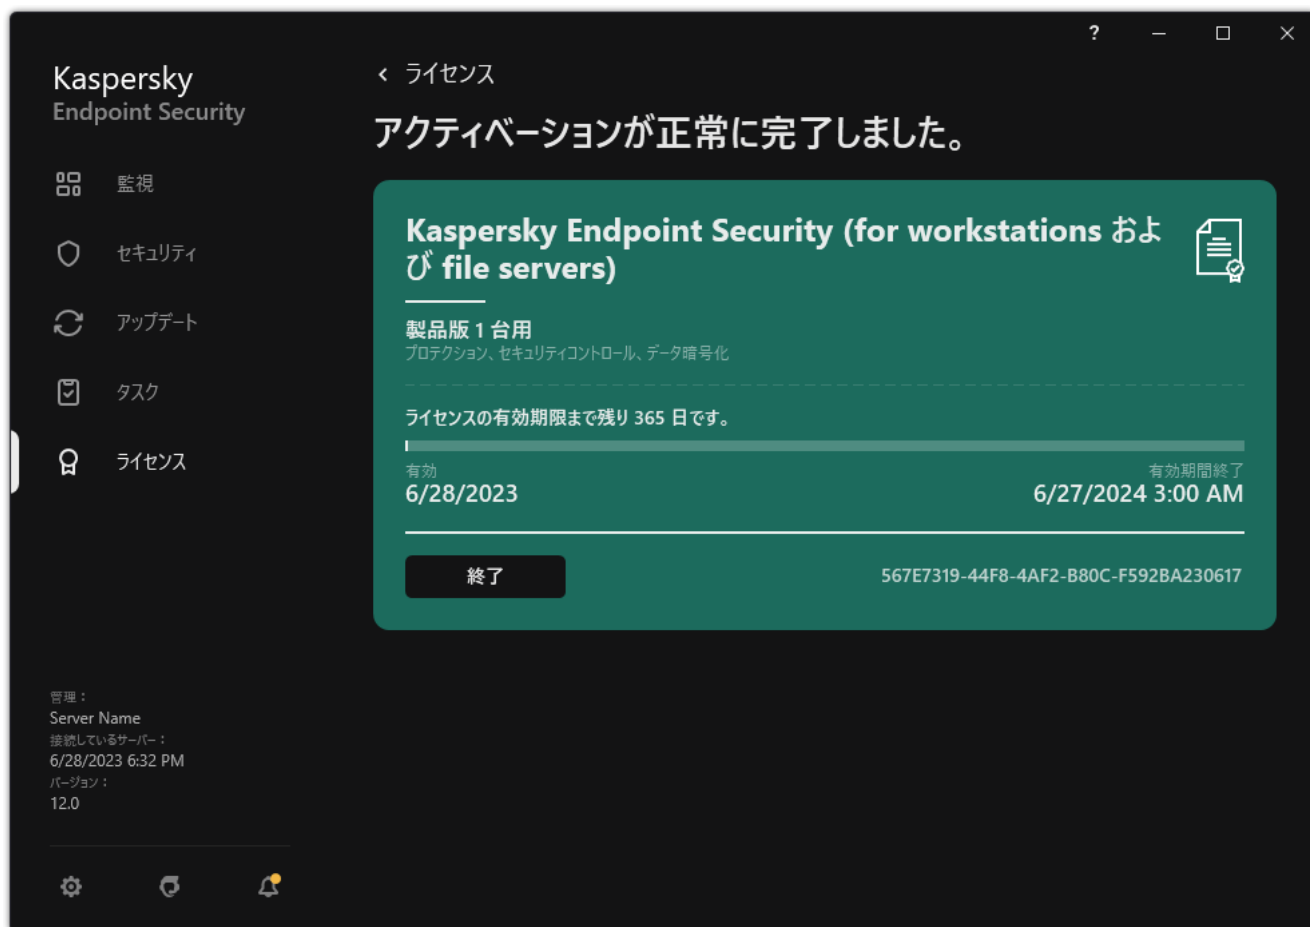 ?
Kaspersky
Endpoint Security
監視
セキュリティ
アップデート
タスク
ライセンス
管理：
Server Name
接続しているサーバー：
6/28/2023 6:32 PM
バージョン：
12.0
ライセンス
アクティベーションが正常に完了しました。
Kaspersky Endpoint Security (for workstations およ
び file servers)
製品版 1 台用
プロテクション、セキュリティコントロール、データ暗号化
ライセンスの有効期限まで残り 365 日です。
有効
6/28/2023
有効期間終了
6/27/2024 3:00 AM
終了
567E7319-44F8-4AF2-B80C-F592BA230617